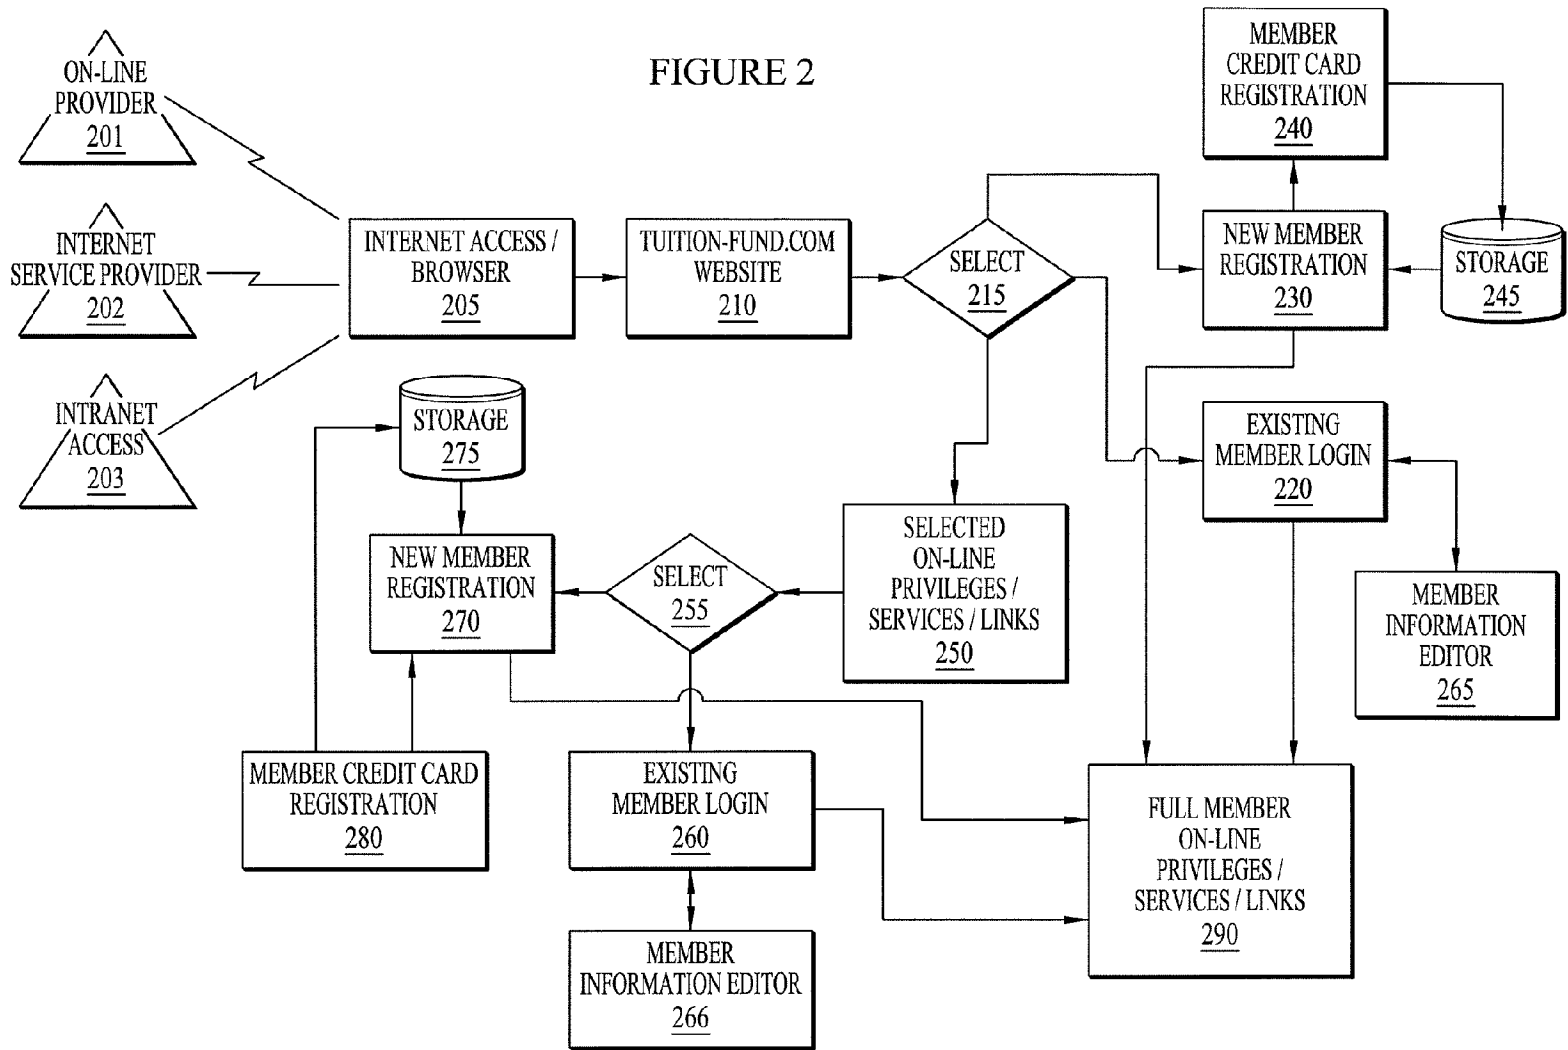 FIGURE 2
ON-LINE
PROVIDER
201
INTERNET
SERVICE PROVIDER
202
INTRANET
ACCESS
203
INTERNET ACCESS /
BROWSER
205
TUITION-FUND.COM
WEBSITE
210
SELECT
215
MEMBER
CREDIT CARD
REGISTRATION
240
NEW MEMBER
REGISTRATION
230
STORAGE
245
EXISTING
MEMBER LOGIN
220
MEMBER
INFORMATION
EDITOR
265
STORAGE
275
NEW MEMBER
REGISTRATION
270
SELECT
255
SELECTED
ON-LINE
PRIVILEGES /
SERVICES / LINKS
250
MEMBER CREDIT CARD
REGISTRATION
280
EXISTING
MEMBER LOGIN
260
MEMBER
INFORMATION EDITOR
266
FULL MEMBER
ON-LINE
PRIVILEGES /
SERVICES / LINKS
290